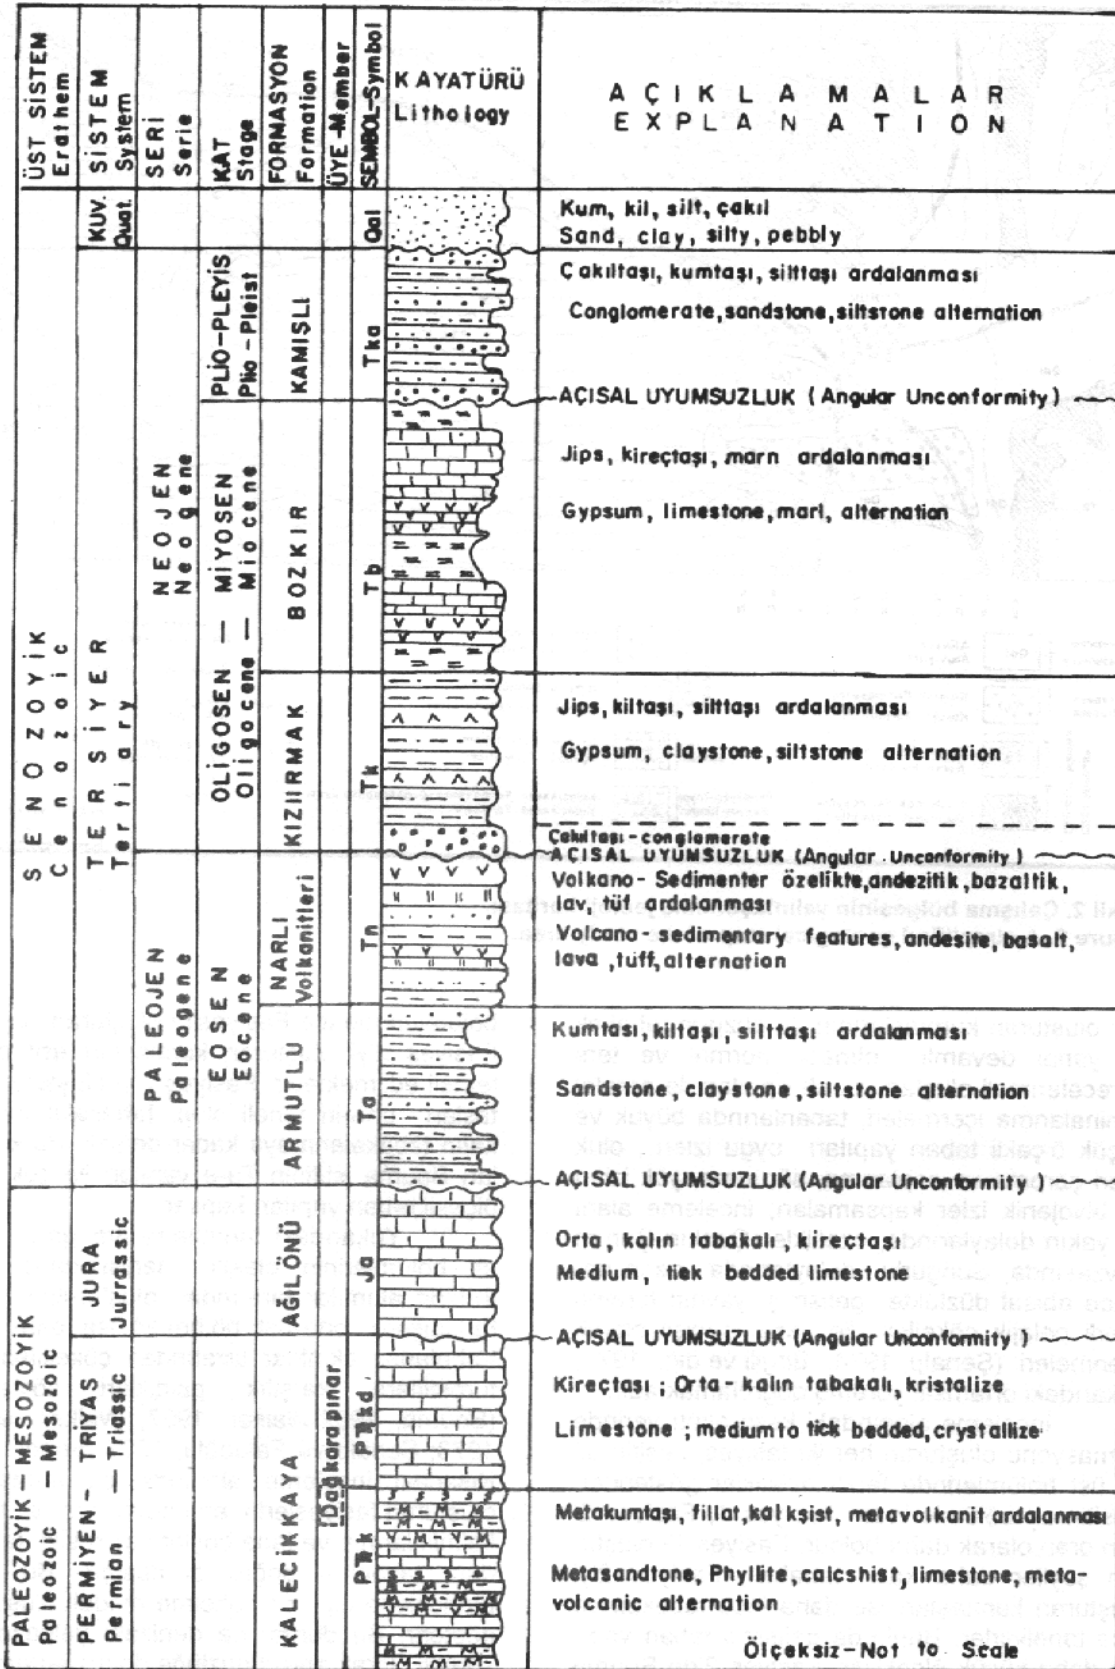 ÜST SİSTEM
Erathem
SİSTEM
System
SERİ
Serie
KAT
Stage
FORMASYON
Formation
ÜYE-Member
SEMBOL-Symbol
KAYATÜRÜ
Lithology
AÇIKLAMALAR
EXPLANATION
SENOZOYİK
Cenozoic
KUV.
Quat.
Qal
Kum, kil, silt, çakıl
Sand, clay, silty, pebbly
TERSİYER
Tertiary
NEOJEN
Neogene
PLİO-PLEYİS
Plio-Pleist
KAMIŞLI
Tka
Çakıltaşı, kumtaşı, silttaşı ardalanması
Conglomerate, sandstone, siltstone alternation
AÇISAL UYUMSUZLUK (Angular Unconformity)
OLİGOSEN — MİYOSEN
Oligocene — Miocene
BOZKIR
Tb
Jips, kireçtaşı, marn ardalanması
Gypsum, limestone, marl, alternation
KIZIIRMAK
Tk
Jips, kiltaşı, silttaşı ardalanması
Gypsum, claystone, siltstone alternation
Çakıltaşı-conglomerate
AÇISAL UYUMSUZLUK (Angular Unconformity)
PALEOJEN
Paleogene
EOSEN
Eocene
NARLI
Volkanitleri
Tn
Volkano-Sedimenter özelikte, andezitik, bazaltik,
lav, tüf ardalanması
Volcano-sedimentary features, andesite, basalt,
lava, tuff, alternation
ARMUTLU
Ta
Kumtası, kiltaşı, silttaşı ardalanması
Sandstone, claystone, siltstone alternation
AÇISAL UYUMSUZLUK (Angular Unconformity)
PALEOZOYİK — MESOZOYİK
Paleozoic — Mesozoic
JURA
Jurrassic
AĞILÖNÜ
Ja
Orta, kalın tabakalı, kireçtası
Medium, tiek bedded limestone
AÇISAL UYUMSUZLUK (Angular Unconformity)
PERMİYEN - TRİYAS
Permian — Triassic
KALECİKKAYA
Dağkarapınar
Kireçtaşı : Orta - kalın tabakalı, kristalize
Limestone ; medium to tick bedded, crystallize
Metakumtaşı, fillat, kalkşist, metavolkanit ardalanması
Metasandtone, Phyllite, calcshist, limestone, meta-
volcanic alternation
Ölçeksiz-Not to Scale